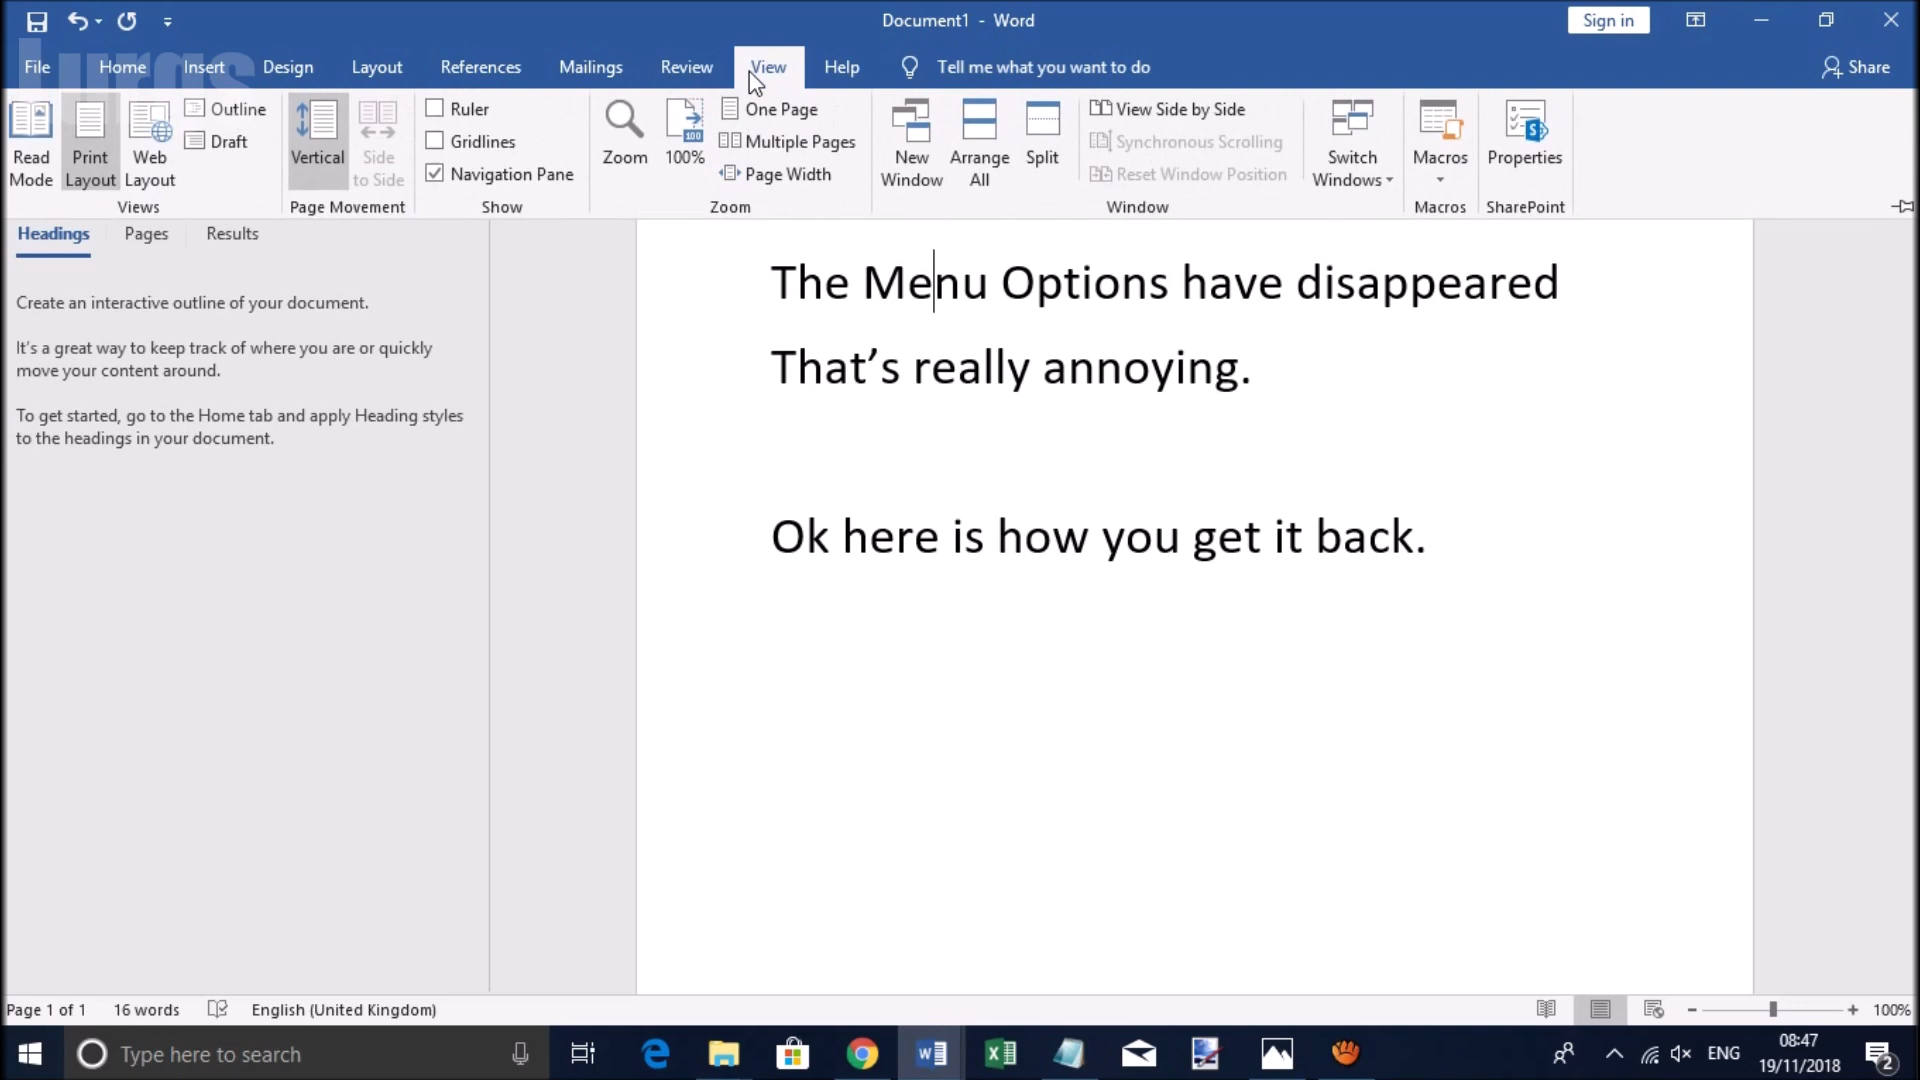 Document1 - Word
Sign in
Lurgs
File Home Insert Design Layout References Mailings Review View Help Tell me what you want to do Share
Read Mode
Print Layout
Web Layout
Outline
Draft
Views
Vertical
Side to Side
Page Movement
Ruler
Gridlines
Navigation Pane
Show
Zoom
100
100%
One Page
Multiple Pages
Page Width
Zoom
New Window
Arrange All
Split
View Side by Side
Synchronous Scrolling
Reset Window Position
Window
Switch Windows
Macros
Macros
S
Properties
SharePoint
Headings Pages Results
Create an interactive outline of your document.
It's a great way to keep track of where you are or quickly
move your content around.
To get started, go to the Home tab and apply Heading styles
to the headings in your document.
The Menu Options have disappeared
That’s really annoying.
Ok here is how you get it back.
Page 1 of 1 16 words English (United Kingdom) 100%
Type here to search
ENG
08:47
19/11/2018
2